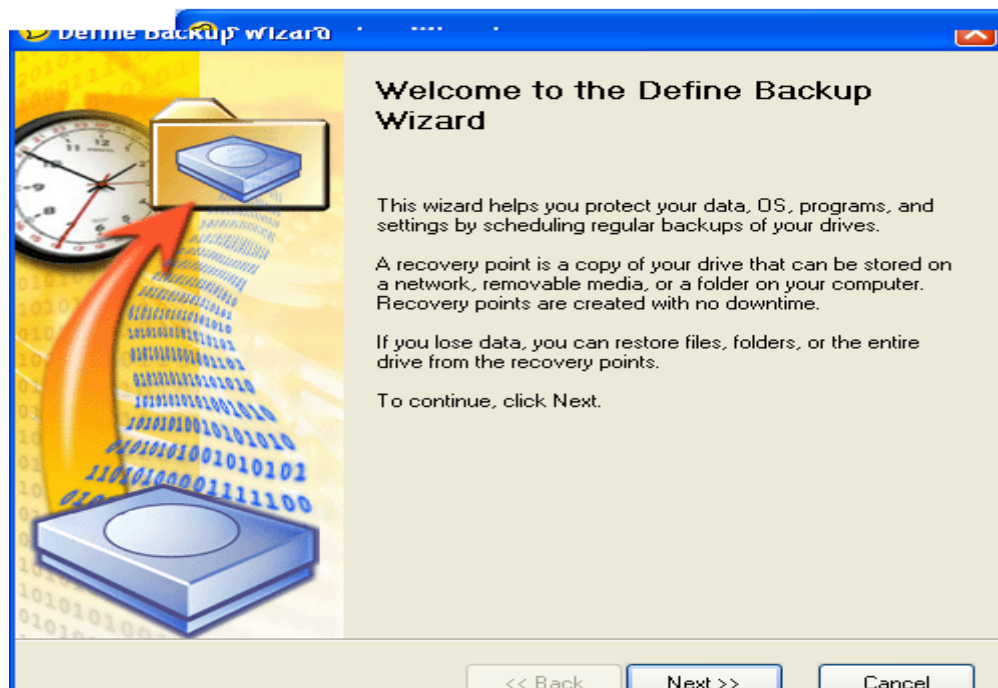 Define Backup Wizard
Welcome to the Define Backup
Wizard
This wizard helps you protect your data, OS, programs, and
settings by scheduling regular backups of your drives.
A recovery point is a copy of your drive that can be stored on
a network, removable media, or a folder on your computer.
Recovery points are created with no downtime.
If you lose data, you can restore files, folders, or the entire
drive from the recovery points.
To continue, click Next.
<< Back Next >> Cancel